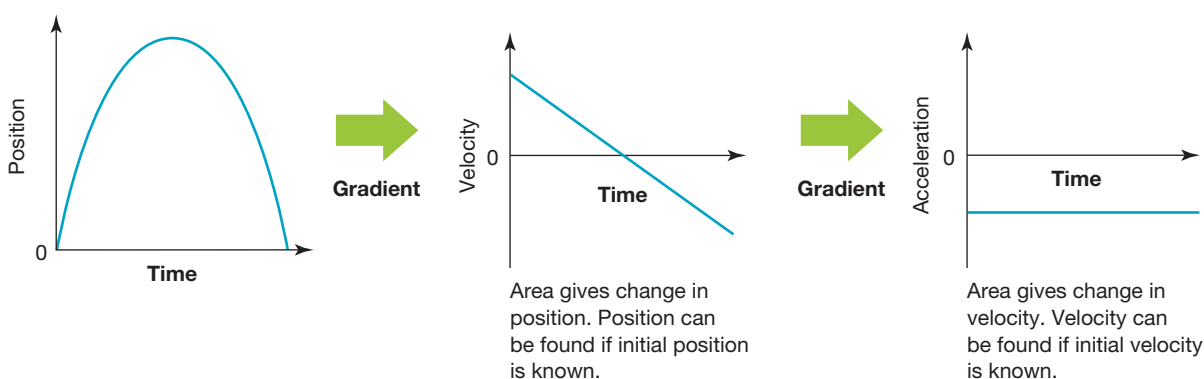 Position
0
Time
Gradient
Velocity
0
Time
Area gives change in
position. Position can
be found if initial position
is known.
Gradient
Acceleration
0
Time
Area gives change in
velocity. Velocity can
be found if initial velocity
is known.